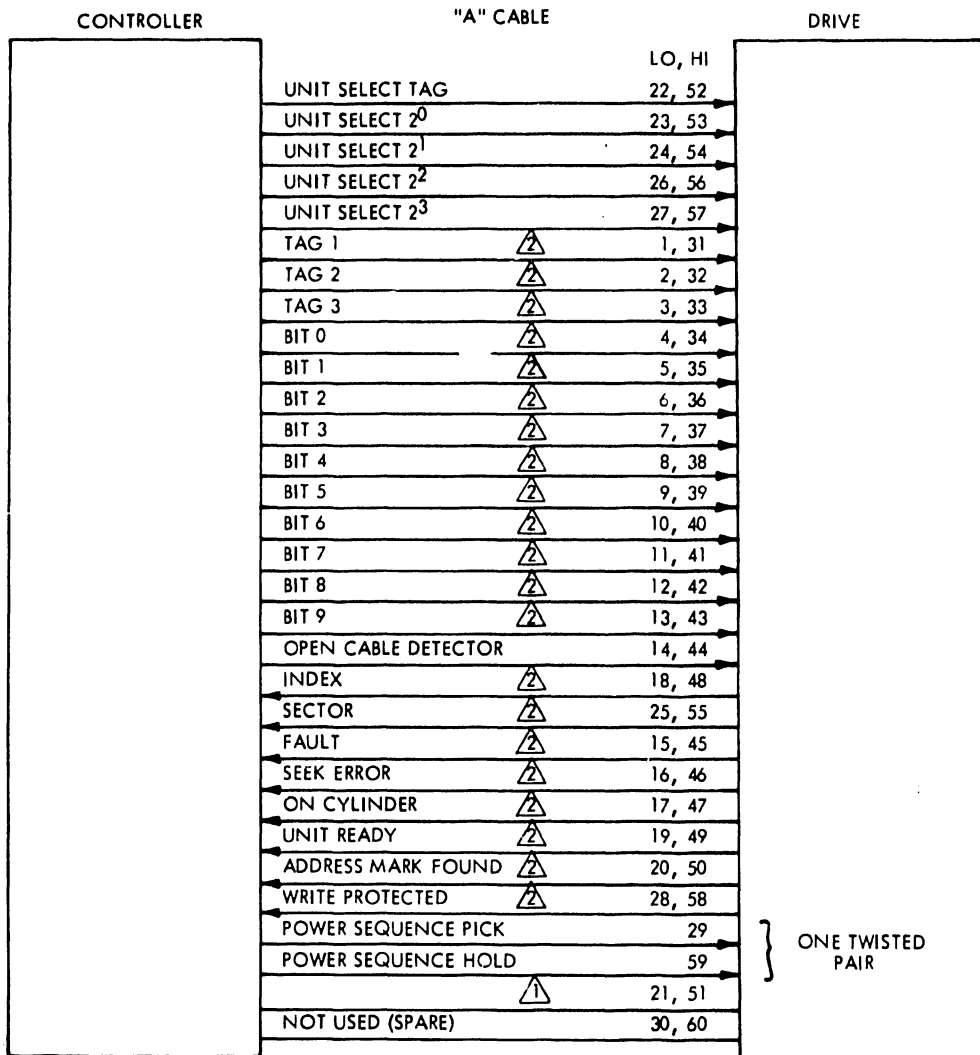 CONTROLLER "A" CABLE DRIVE
LO, HI
UNIT SELECT TAG 22, 52
UNIT SELECT 2⁰ 23, 53
UNIT SELECT 2¹ 24, 54
UNIT SELECT 2² 26, 56
UNIT SELECT 2³ 27, 57
TAG 1 2 1, 31
TAG 2 2 2, 32
TAG 3 2 3, 33
BIT 0 2 4, 34
BIT 1 2 5, 35
BIT 2 2 6, 36
BIT 3 2 7, 37
BIT 4 2 8, 38
BIT 5 2 9, 39
BIT 6 2 10, 40
BIT 7 2 11, 41
BIT 8 2 12, 42
BIT 9 2 13, 43
OPEN CABLE DETECTOR 14, 44
INDEX 2 18, 48
SECTOR 2 25, 55
FAULT 2 15, 45
SEEK ERROR 2 16, 46
ON CYLINDER 2 17, 47
UNIT READY 2 19, 49
ADDRESS MARK FOUND 2 20, 50
WRITE PROTECTED 2 28, 58
POWER SEQUENCE PICK 29
POWER SEQUENCE HOLD 59
ONE TWISTED
PAIR
1 21, 51
NOT USED (SPARE) 30, 60